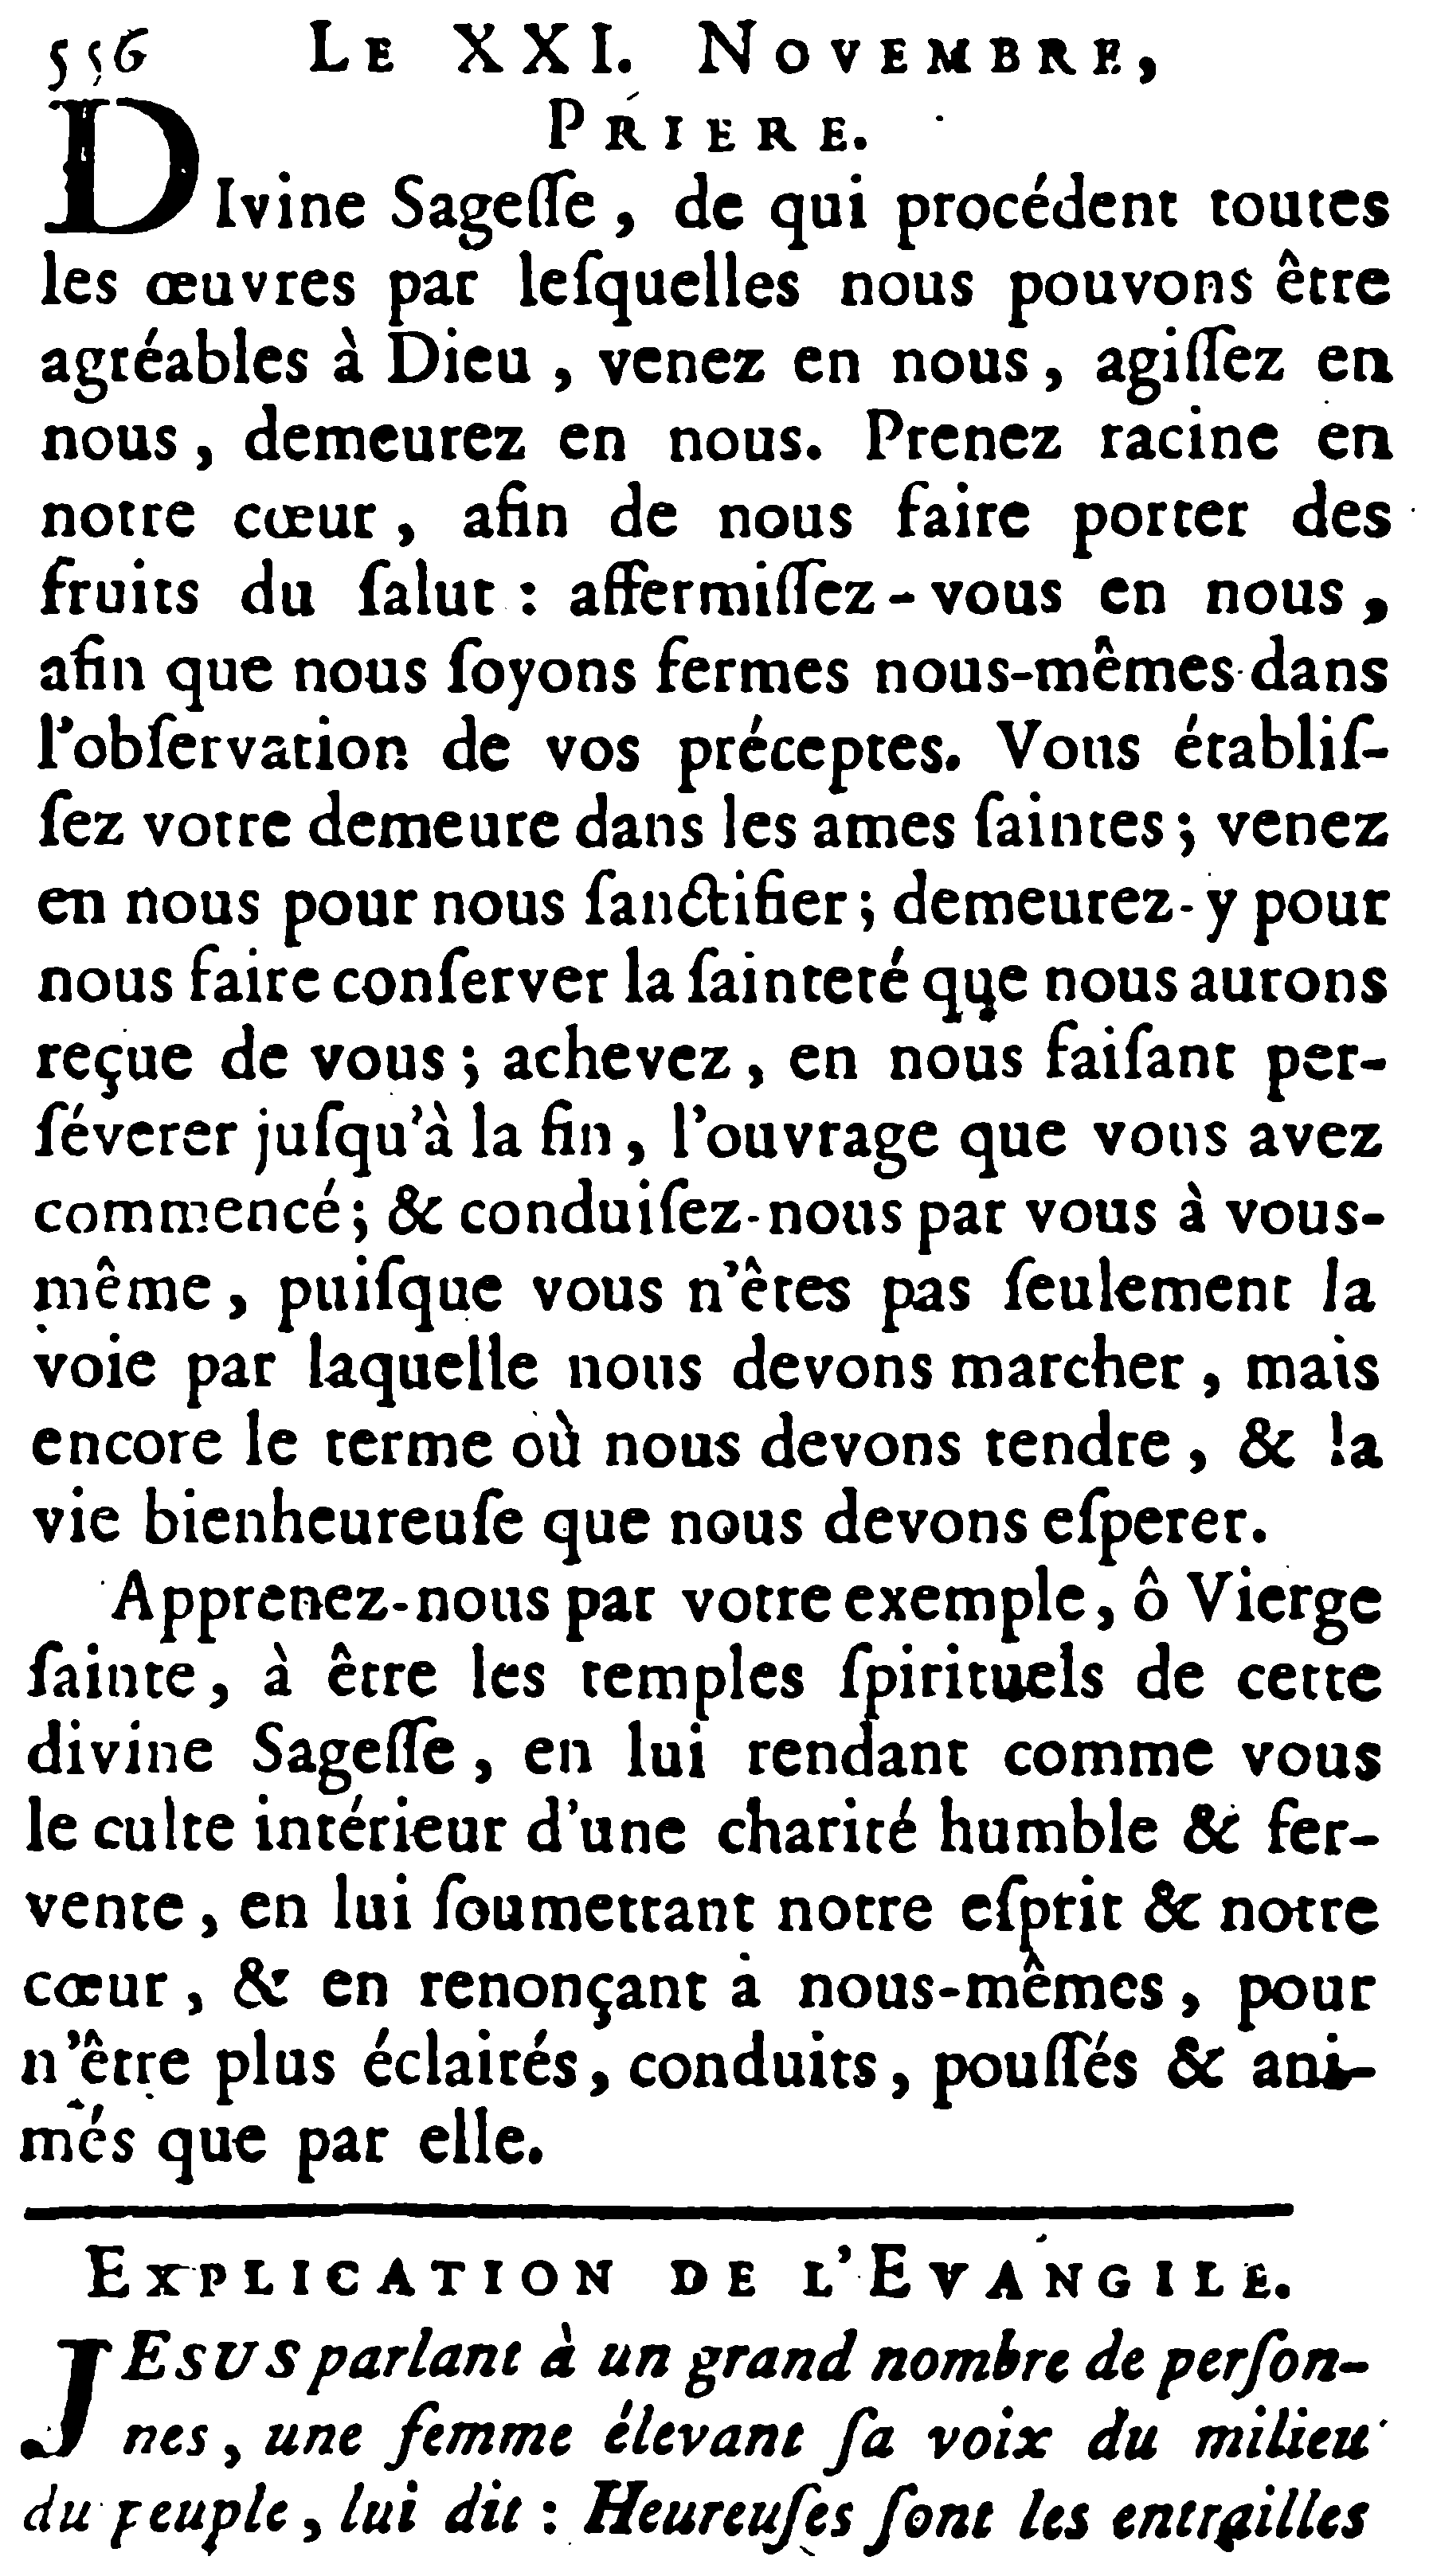 556 LE XXI. NOVEMBRE,
PRIERE.
DIvine Sageſſe, de qui procédent toutes
les œuvres par leſquelles nous pouvons être
agréables à Dieu, venez en nous, agiſſez en
nous, demeurez en nous. Prenez racine en
notre cœur, afin de nous faire porter des
fruits du ſalut : affermiſſez-vous en nous,
afin que nous ſoyons fermes nous-mêmes dans
l'obſervation de vos préceptes. Vous établiſ-
ſez votre demeure dans les ames ſaintes; venez
en nous pour nous ſanctifier; demeurez-y pour
nous faire conſerver la ſainteté que nous aurons
reçue de vous; achevez, en nous faiſant per-
ſéverer juſqu'à la fin, l'ouvrage que vous avez
commencé; & conduiſez-nous par vous à vous-
même, puiſque vous n'êtes pas ſeulement la
voie par laquelle nous devons marcher, mais
encore le terme où nous devons tendre, & la
vie bienheureuſe que nous devons eſperer.
Apprenez-nous par votre exemple, ô Vierge
ſainte, à être les temples ſpirituels de cette
divine Sageſſe, en lui rendant comme vous
le culte intérieur d'une charité humble & fer-
vente, en lui ſoumettant notre eſprit & notre
cœur, & en renonçant à nous-mêmes, pour
n'être plus éclairés, conduits, pouſſés & ani-
més que par elle.
EXPLICATION DE L'EVANGILE.
JESUS parlant à un grand nombre de perſon-
nes, une femme élevant ſa voix du milieu
du peuple, lui dit : Heureuſes ſont les entrailles